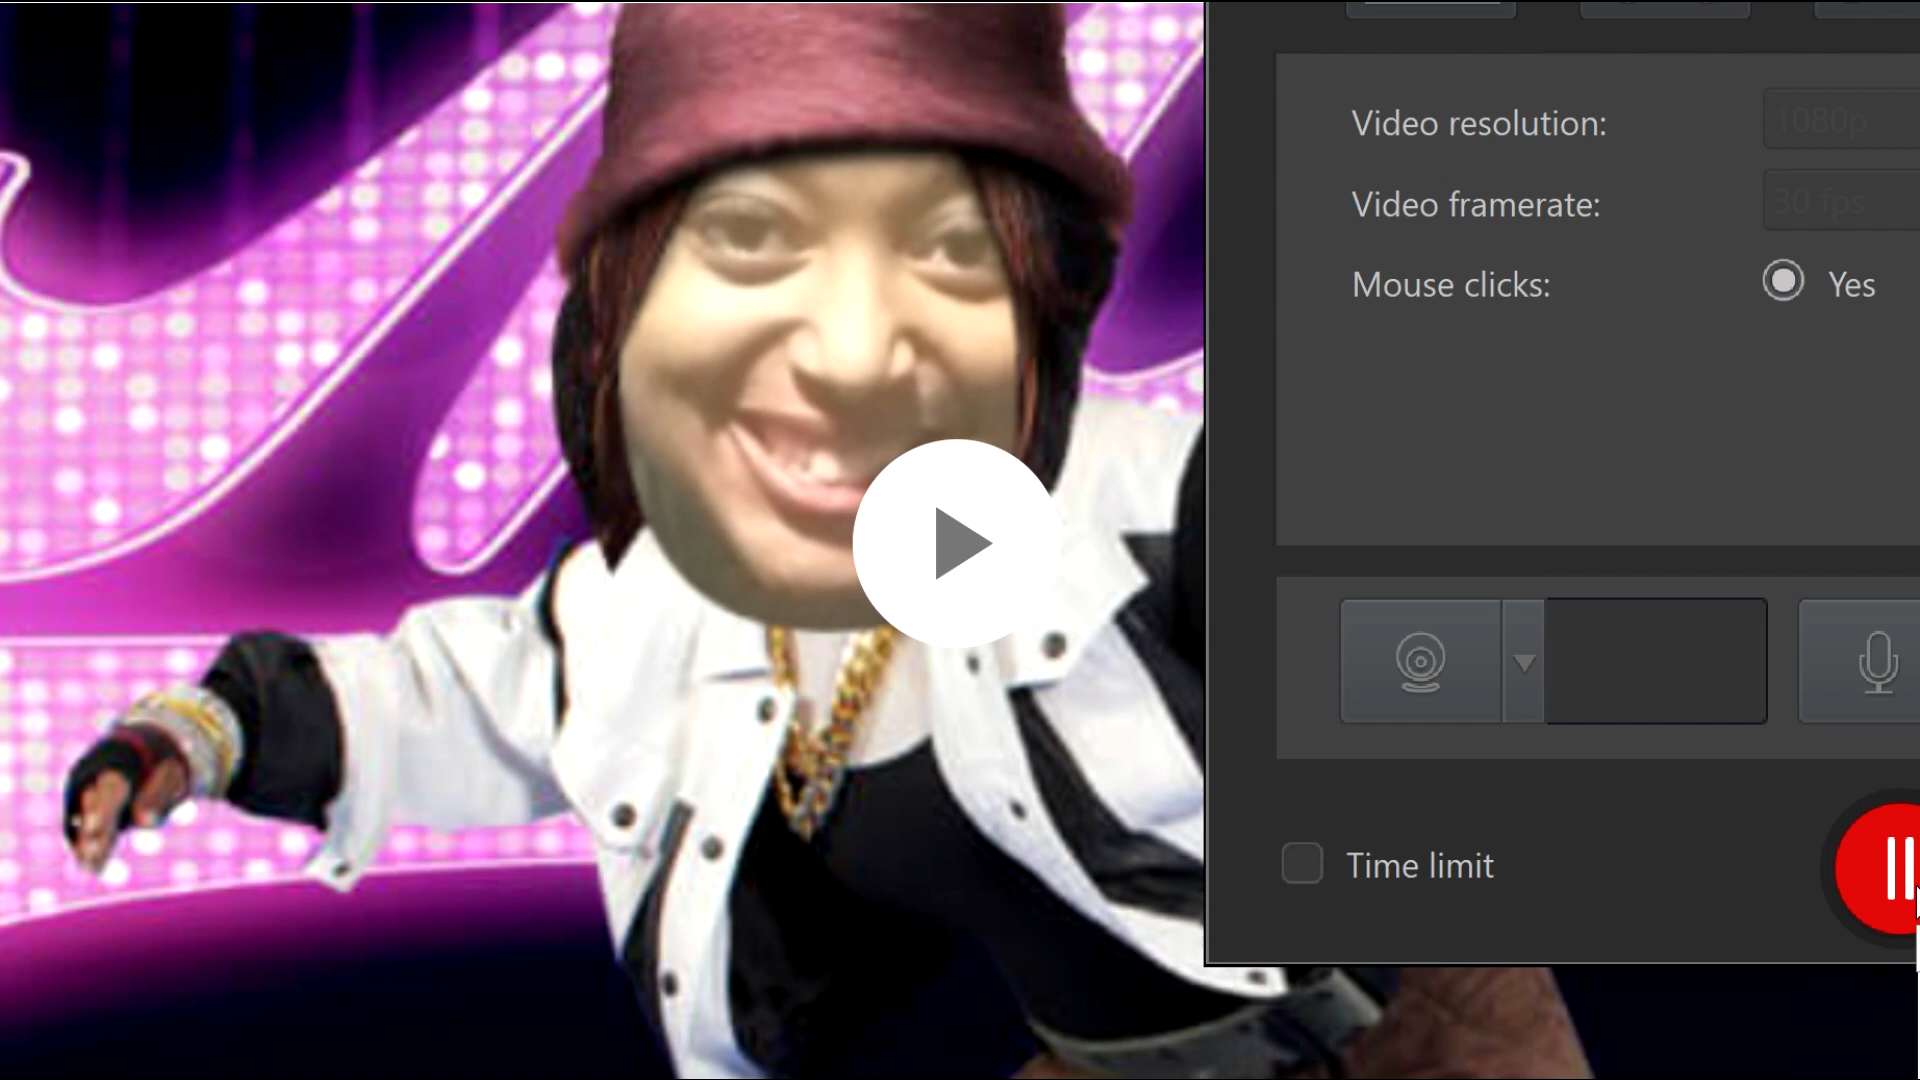 Video resolution:
1080p
Video framerate:
30 fps
Mouse clicks:
Yes
Time limit